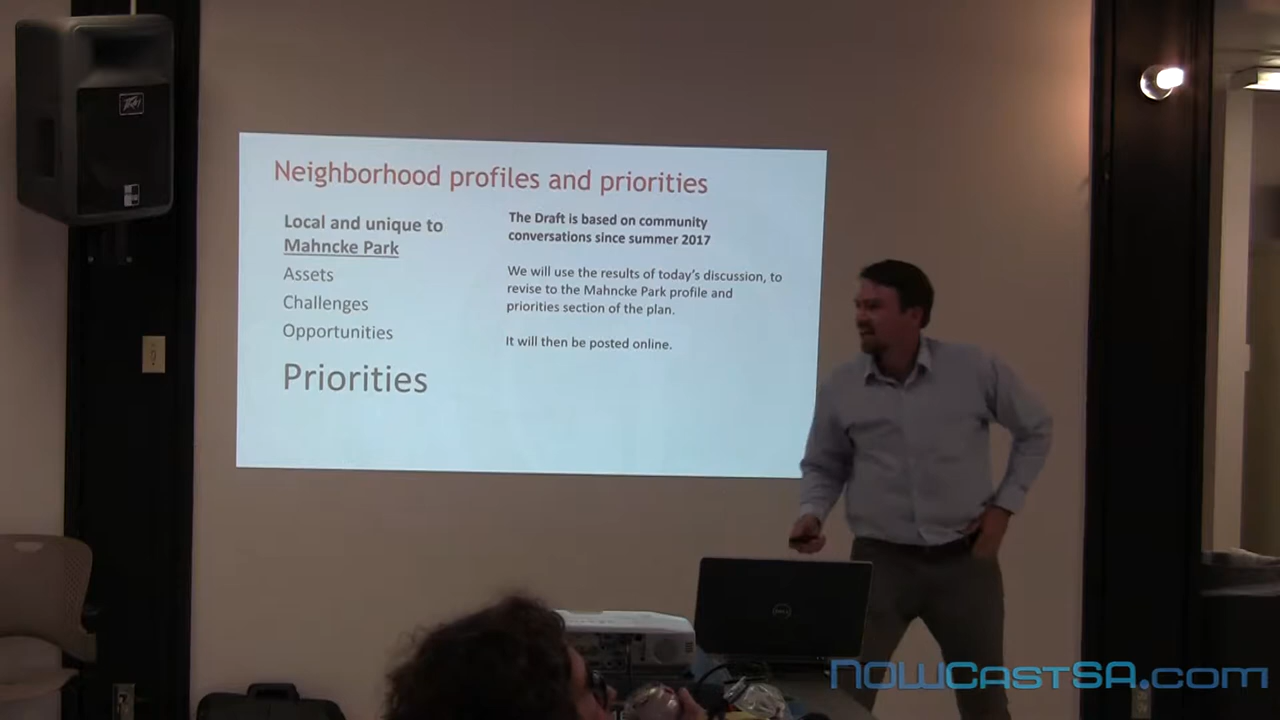 PEAVEY
Neighborhood profiles and priorities
Local and unique to
Mahncke Park
Assets
Challenges
Opportunities
Priorities
The Draft is based on community
conversations since summer 2017
We will use the results of today's discussion, to
revise to the Mahncke Park profile and
priorities section of the plan.
It will then be posted online.
DELL
NOWCastSA.com